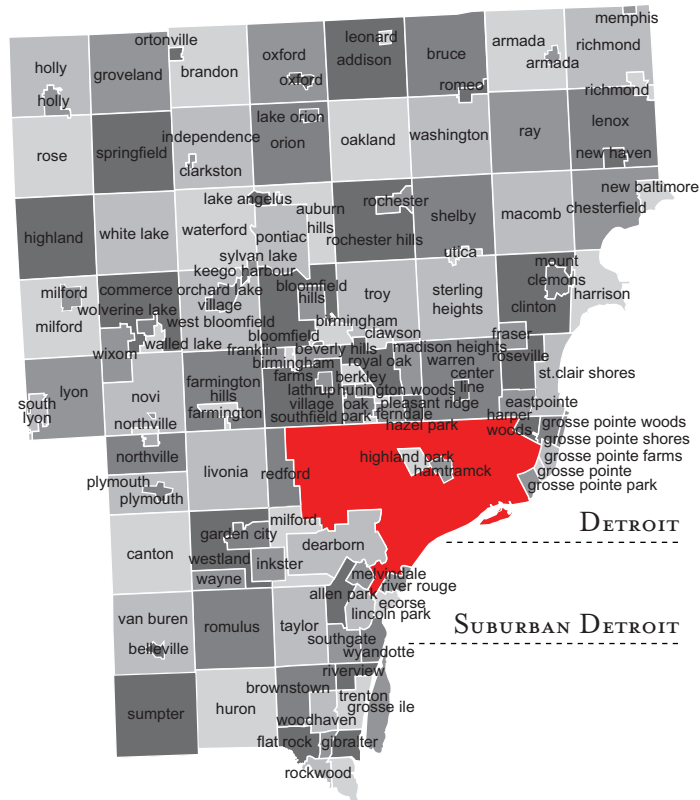 memphis
ortonville
leonard
armada
richmond
holly
groveland
brandon
oxford
addison
bruce
armada
oxford
holly
romeo
richmond
lake orion
lenox
rose
springfield
independence
orion
oakland
washington
ray
clarkston
new haven
new baltimore
lake angelus
rochester
auburn
hills
highland
white lake
waterford
pontiac
rochester hills
shelby
macomb
chesterfield
sylvan lake
utica
keego harbour
mount
clemons
milford
commerce
orchard lake
village
bloomfield
hills
troy
sterling
heights
clinton
harrison
milford
wolverine lake
west bloomfield
birmingham
walled lake
bloomfield
clawson
fraser
wixom
franklin
beverly hills
madison heights
roseville
birmingham
royal oak
warren
st.clair shores
lyon
novi
farmington
hills
farms
berkley
center
line
lathrup
village
hunington woods
south
lyon
northville
farmington
oak
park
pleasant ridge
eastpointe
southfield
ferndale
harper
woods
hazel park
grosse pointe woods
grosse pointe shores
northville
livonia
redford
highland park
hamtramck
grosse pointe farms
grosse pointe
grosse pointe park
plymouth
plymouth
milford
Detroit
garden city
dearborn
canton
westland
inkster
wayne
melvindale
river rouge
allen park
ecorse
lincoln park
van buren
romulus
taylor
southgate
Suburban Detroit
belleville
wyandotte
riverview
brownstown
trenton
sumpter
huron
grosse ile
woodhaven
flat rock
gibralter
rockwood